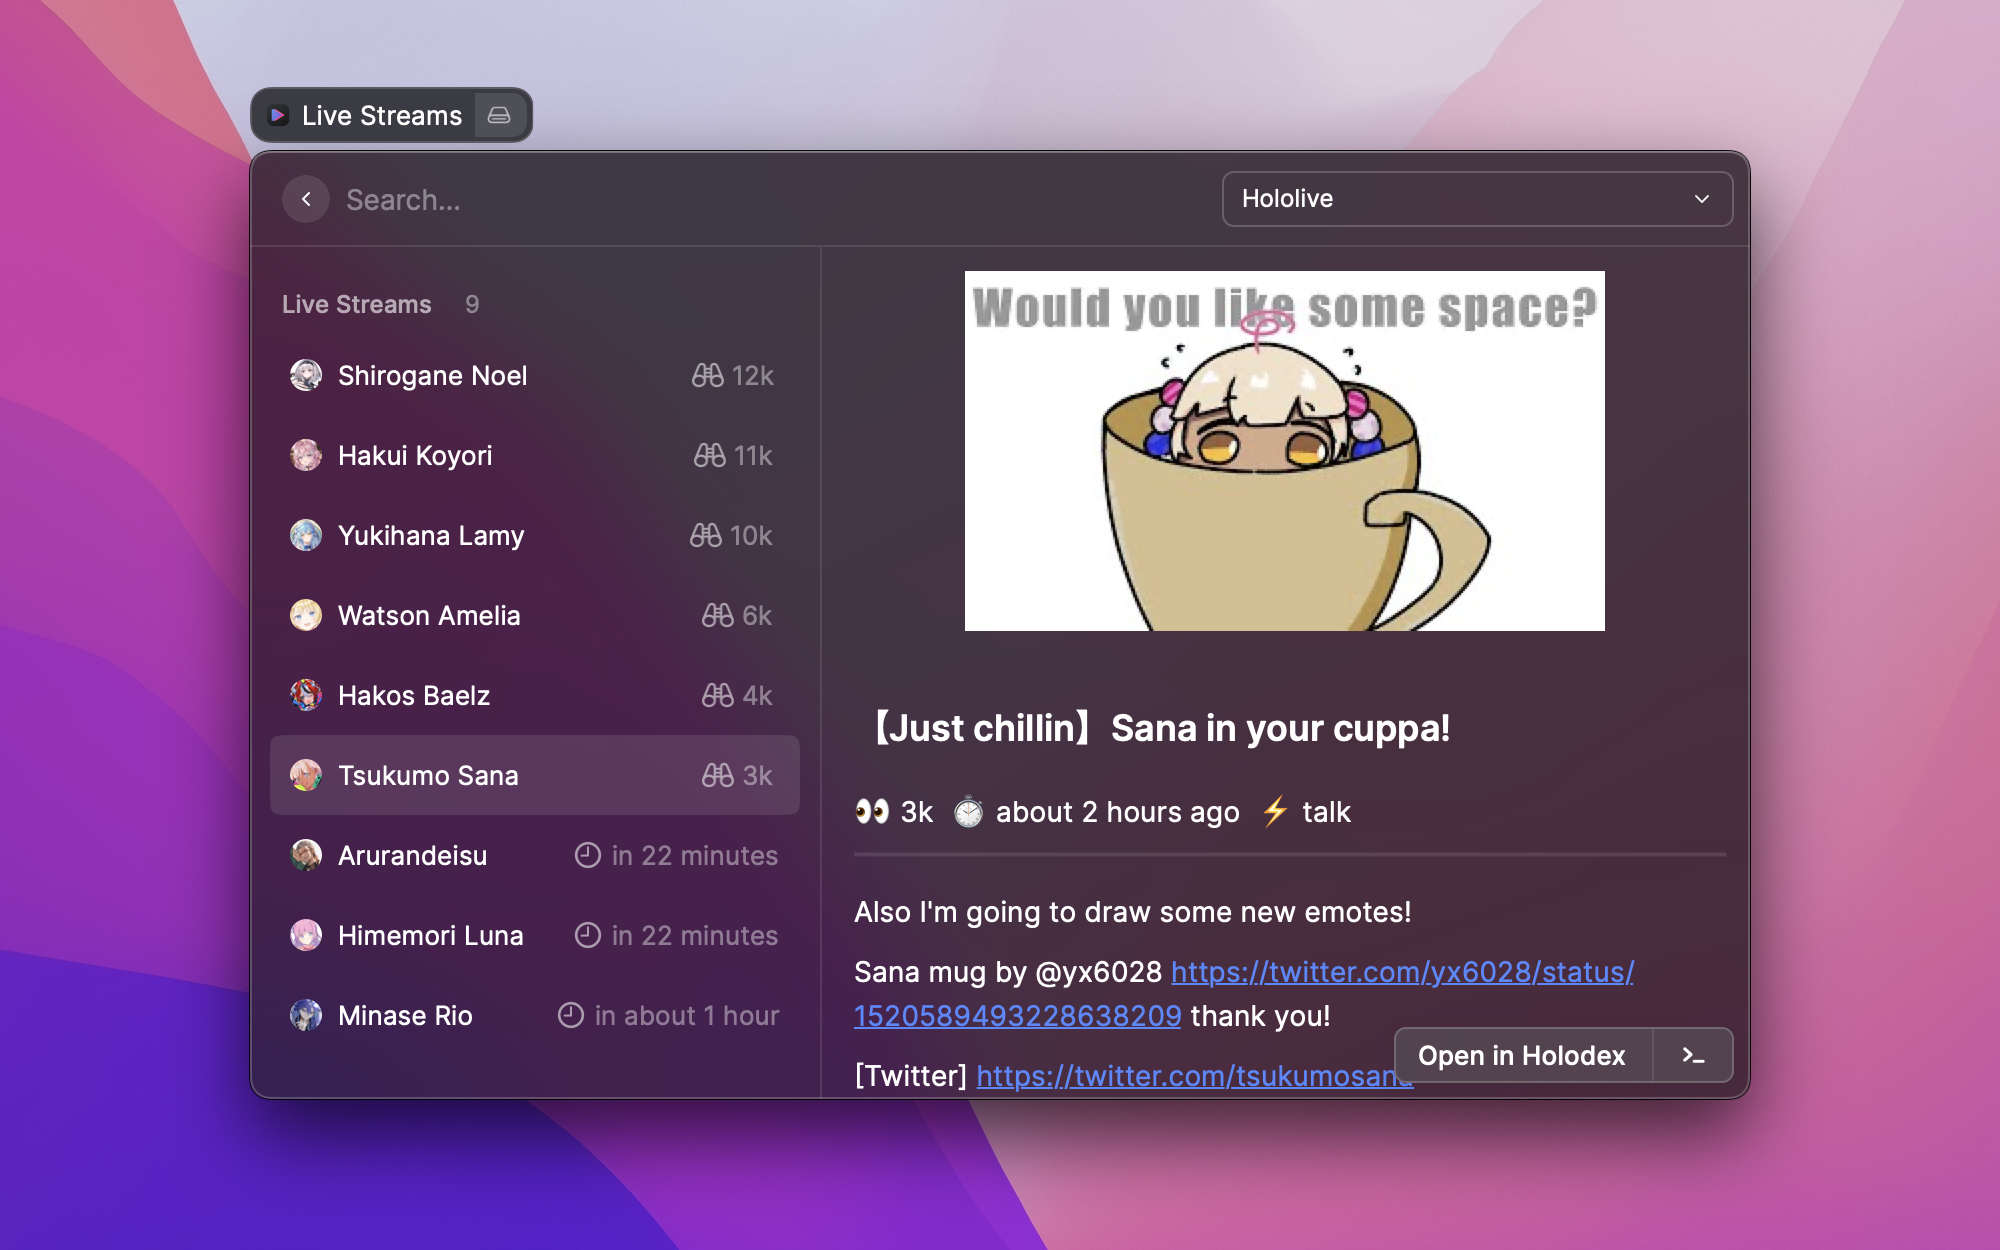 Live Streams
Search...
Hololive
Live Streams 9
Shirogane Noel 12k
Hakui Koyori 11k
Yukihana Lamy 10k
Watson Amelia 6k
Hakos Baelz 4k
Tsukumo Sana 3k
Arurandeisu in 22 minutes
Himemori Luna in 22 minutes
Minase Rio in about 1 hour
Would you like some space?
【Just chillin】Sana in your cuppa!
👀 3k ⏱ about 2 hours ago ⚡ talk
Also I'm going to draw some new emotes!
Sana mug by @yx6028 https://twitter.com/yx6028/status/
1520589493228638209 thank you!
[Twitter] https://twitter.com/tsukumosana
Open in Holodex